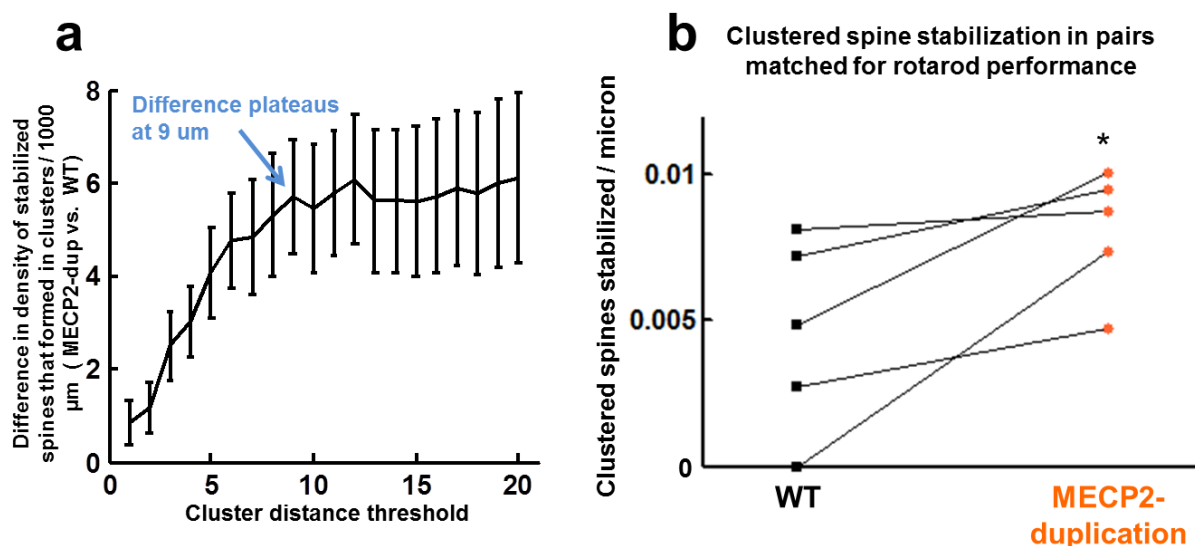 a
Difference in density of stabilized
spines that formed in clusters / 1000
µm ( MECP2-dup vs. WT)
8
6
4
2
0
Difference plateaus
at 9 um
0
5
10
15
20
Cluster distance threshold
b
Clustered spine stabilization in pairs
matched for rotarod performance
Clustered spines stabilized / micron
0.01
0.005
0
*
WT
MECP2-
duplication